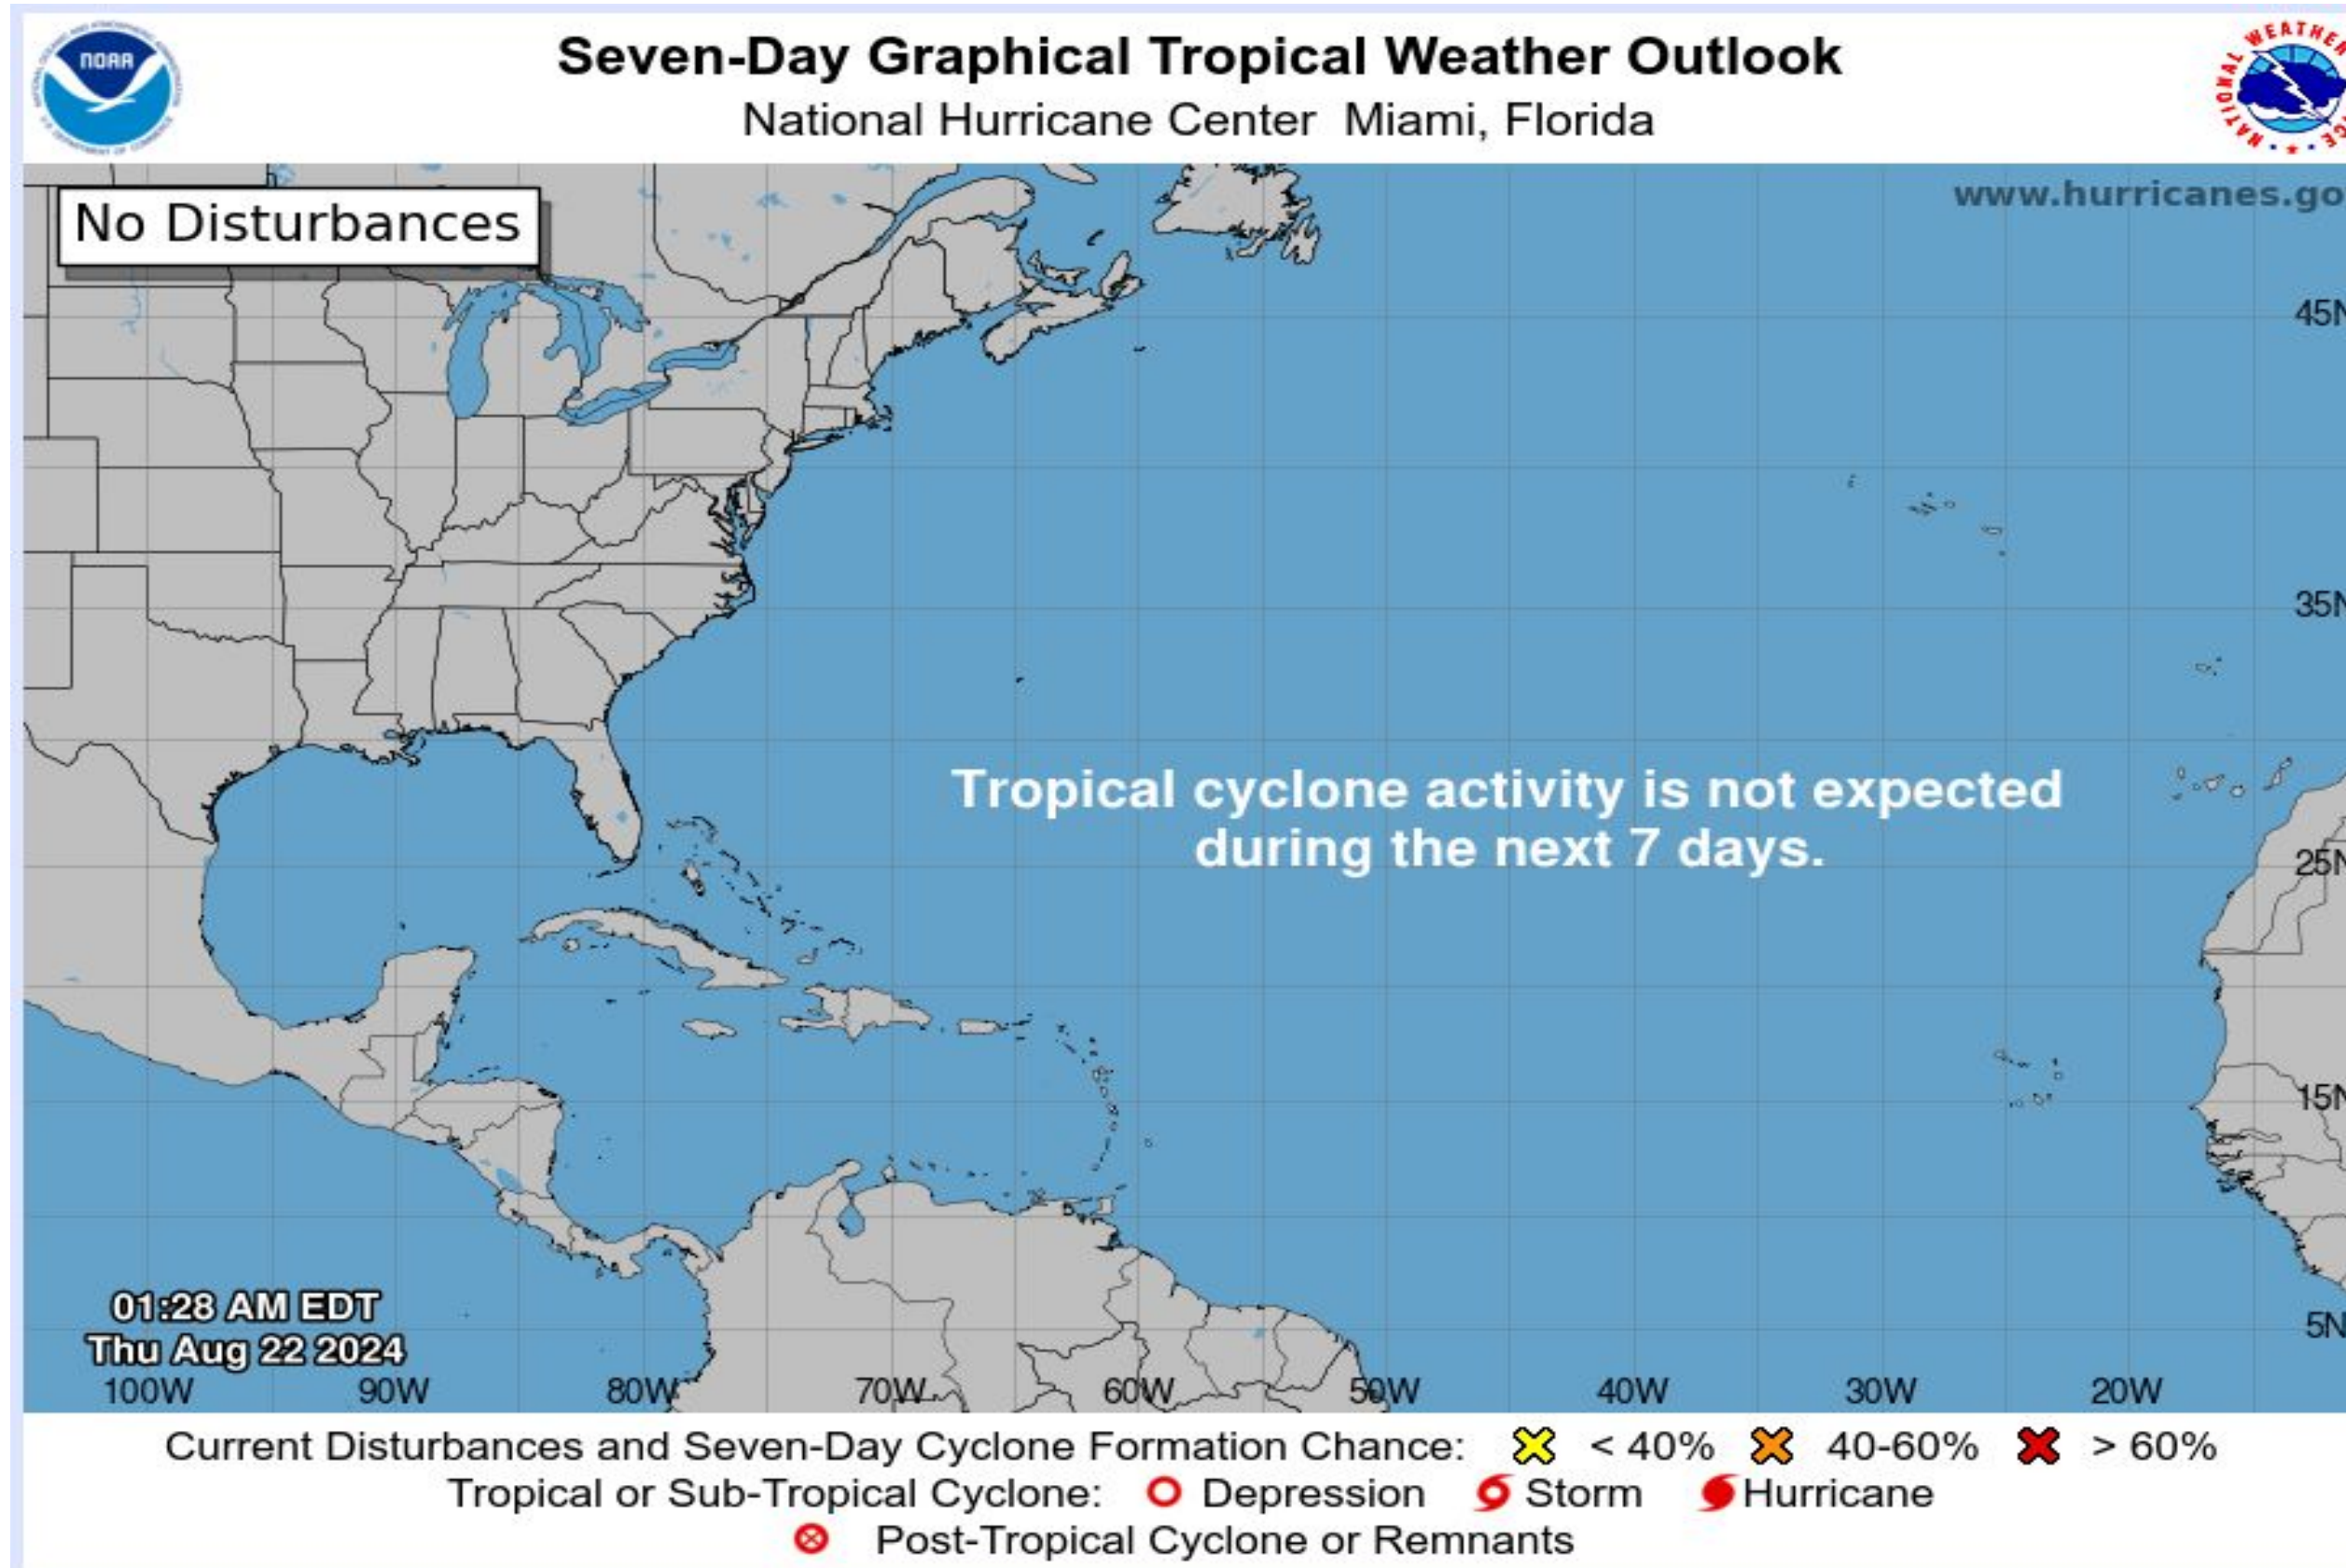 NOAA
Seven-Day Graphical Tropical Weather Outlook
National Hurricane Center Miami, Florida
NATIONAL WEATHER
No Disturbances
www.hurricanes.go
45N
35N
Tropical cyclone activity is not expected
during the next 7 days.
25N
15N
5N
01:28 AM EDT
Thu Aug 22 2024
100W 90W 80W 70W 60W 50W 40W 30W 20W
Current Disturbances and Seven-Day Cyclone Formation Chance: < 40% 40-60% > 60%
Tropical or Sub-Tropical Cyclone: Depression Storm Hurricane
Post-Tropical Cyclone or Remnants